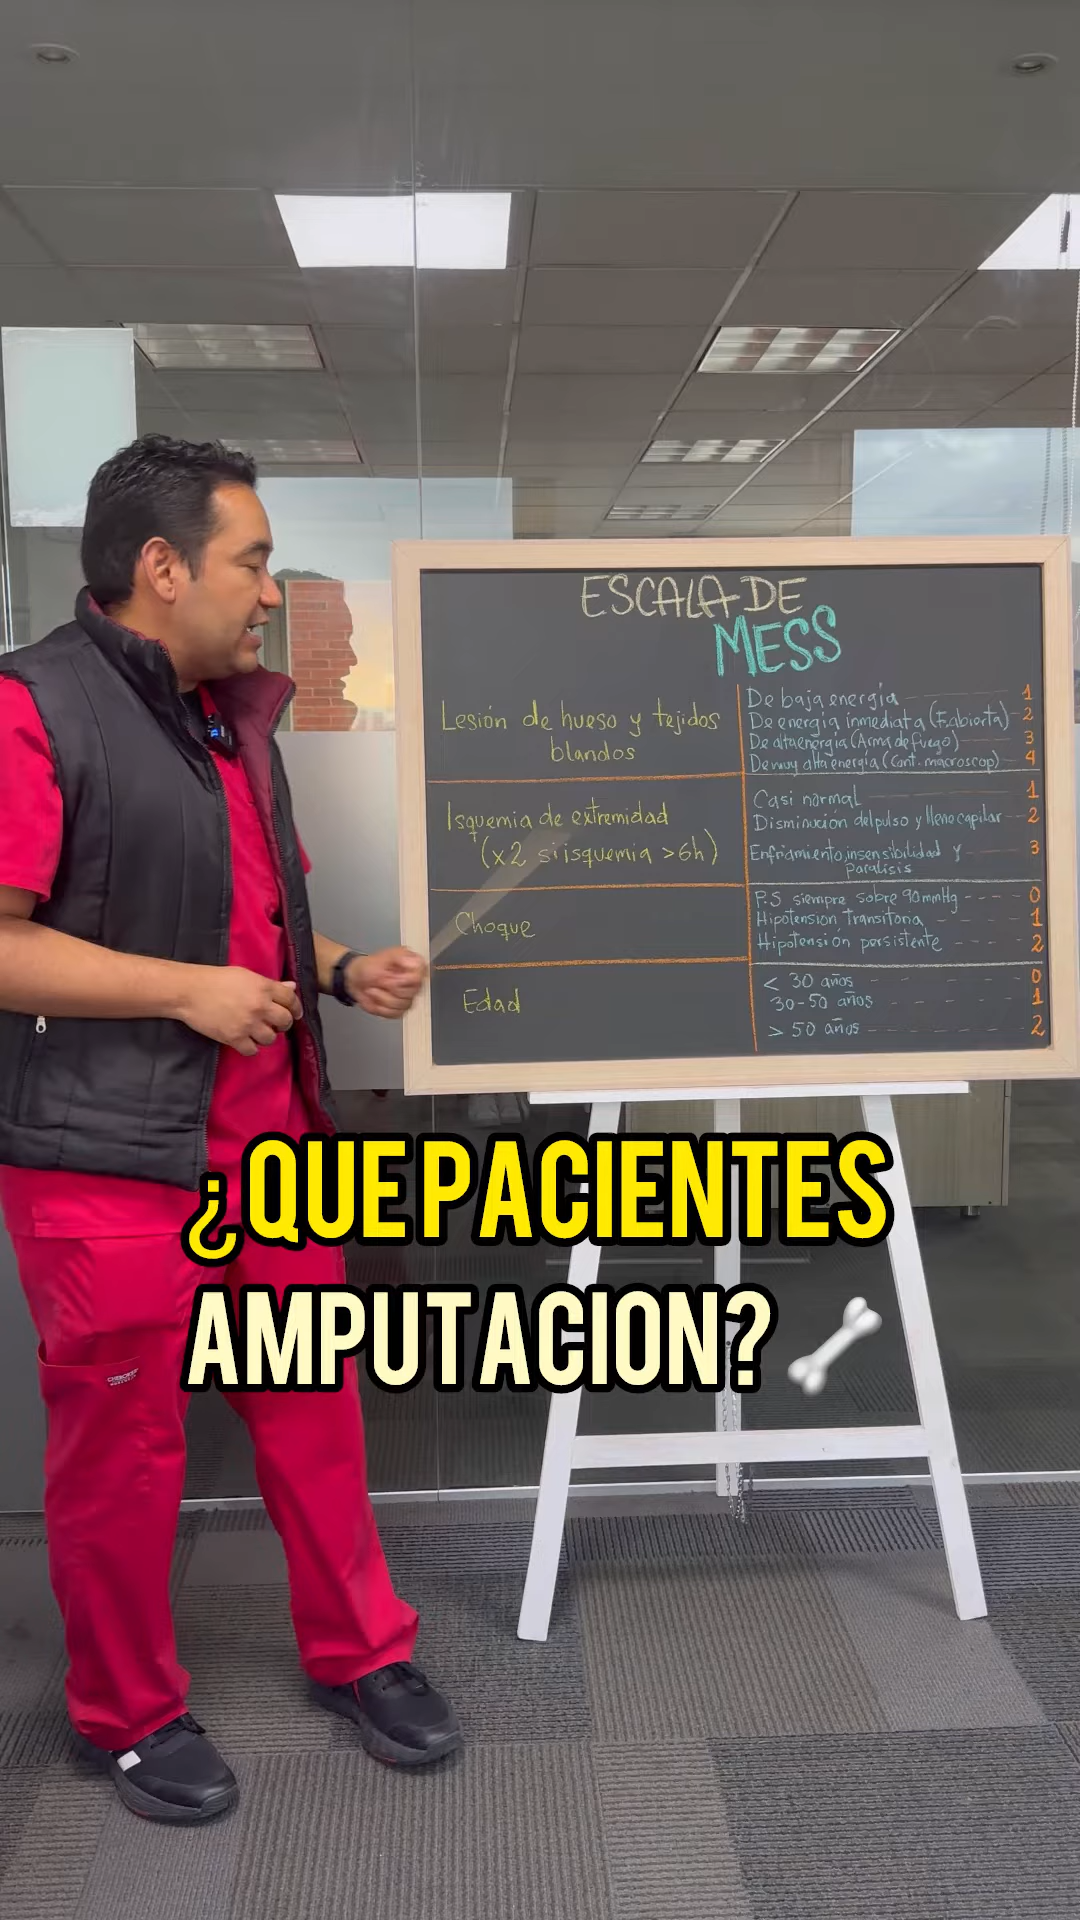 ESCALA DE
MESS
Lesión de hueso y tejidos
blandos
De baja energía 1
De energía inmediata (F. abierta) 2
De alta energía (Arma de fuego) 3
De muy alta energía (Cont. macroscop) 4
Isquemia de extremidad
(x2 si isquemia >6h)
Casi normal 1
Disminución del pulso y lleno capilar 2
Enfriamiento, insensibilidad y
paralisis 3
Choque
P.S siempre sobre 90mmHg 0
Hipotension transitoria 1
Hipotensión persistente 2
Edad
< 30 años 0
30-50 años 1
> 50 años 2
¿QUE PACIENTES
AMPUTACION?
CHEROKEE